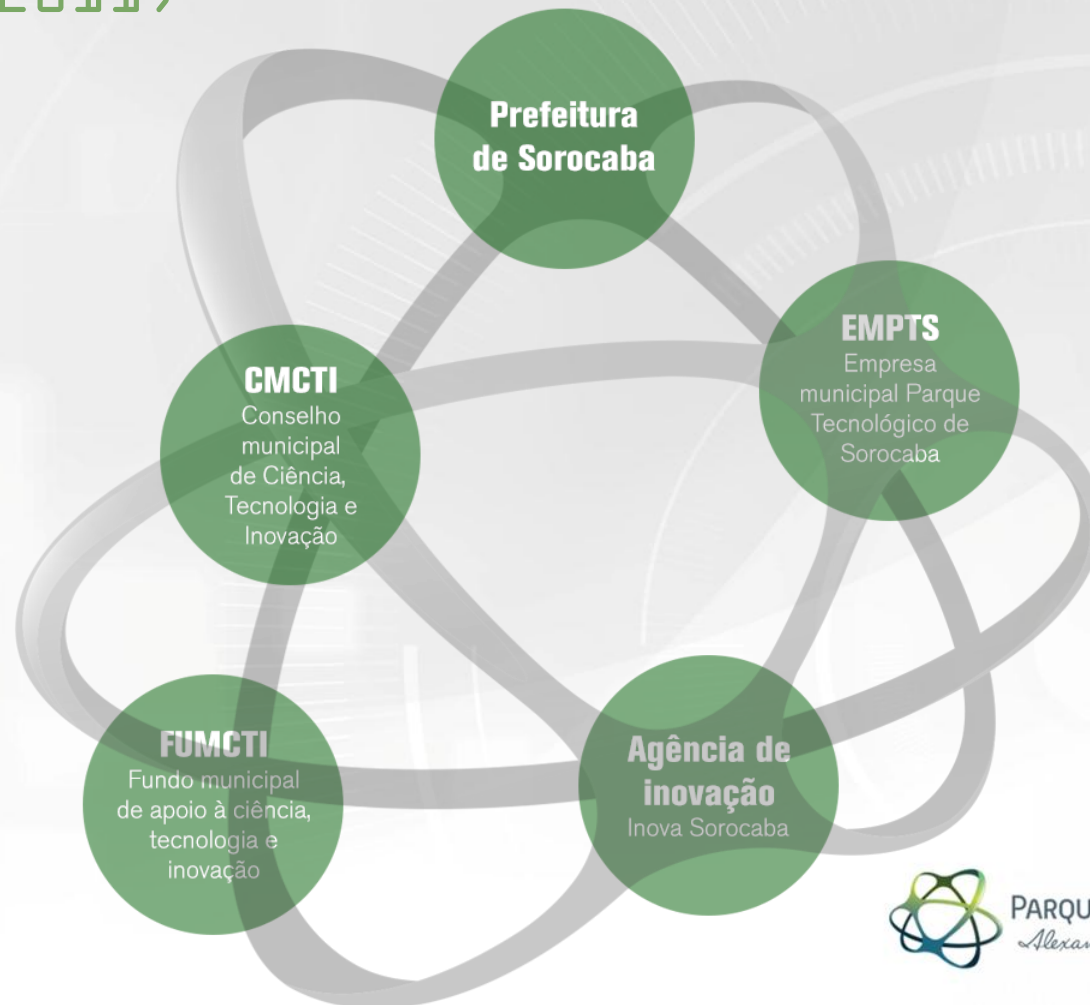 Prefeitura
de Sorocaba
EMPTS
Empresa
municipal Parque
Tecnológico de
Sorocaba
CMCTI
Conselho
municipal
de Ciência,
Tecnologia e
Inovação
FUMCTI
Fundo municipal
de apoio à ciência,
tecnologia e
inovação
Agência de
inovação
Inova Sorocaba